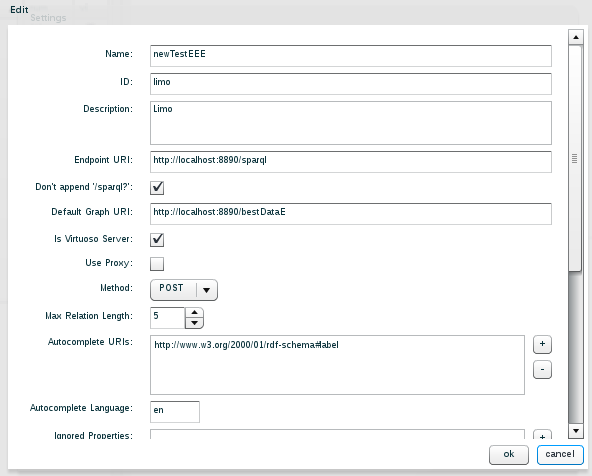 Edit
Settings
Name: newTestEEE
ID: limo
Description: Limo
Endpoint URI: http://localhost:8890/sparql
Don't append '/sparql?':
Default Graph URI: http://localhost:8890/bestDataE
Is Virtuoso Server:
Use Proxy:
Method: POST
Max Relation Length: 5
Autocomplete URIs: http://www.w3.org/2000/01/rdf-schema#label
+
-
Autocomplete Language: en
Ignored Properties: +
ok cancel